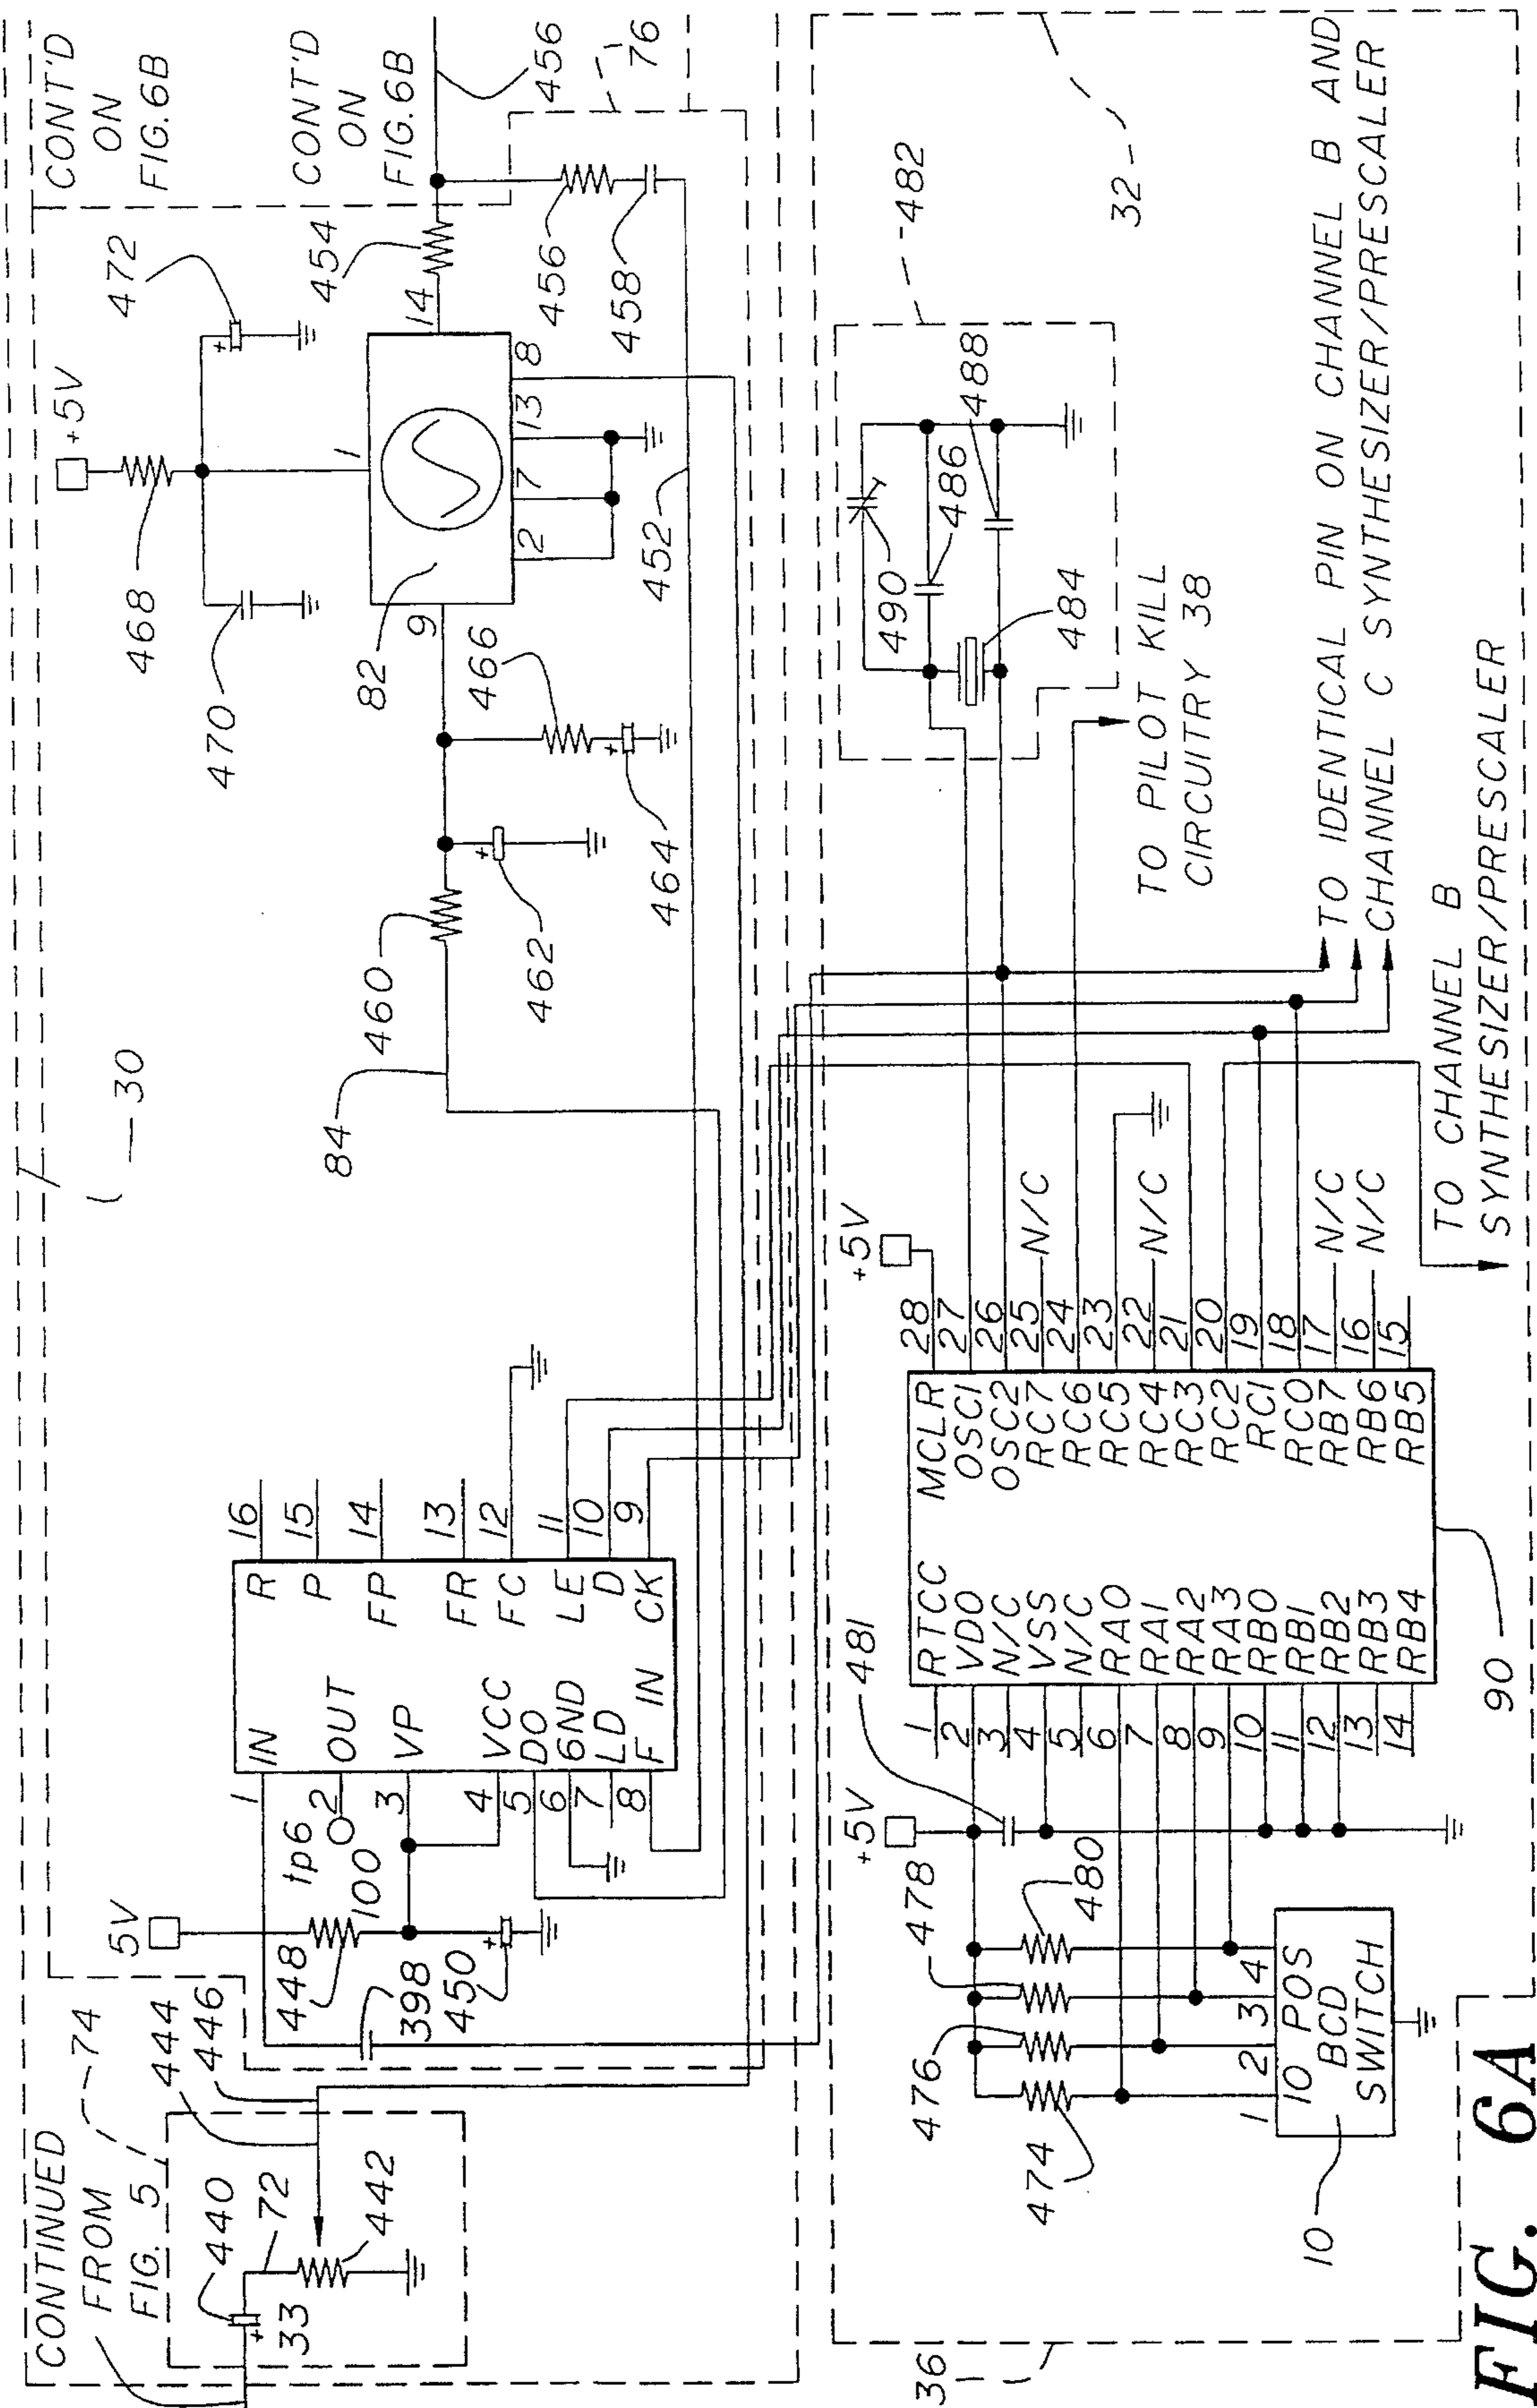 CONT'D
ON
FIG.6B
CONT'D
ON
FIG.6B
456
76
472
454
+5V
468
470
1
14
8
13
7
2
9
82
466
464
462
460
84
456
458
452
30
R 16
P 15
FP 14
FR 13
FC 12
LE 11
D 10
CK 9
1 IN
2 OUT
3 VP
4 VCC
5 DO
6 GND
7 LD
8 F IN
tp6
100
5V
448
398
450
446
444
74
CONTINUED
FROM
FIG. 5
440
72
33
442
482
32
488
486
490
484
TO PILOT KILL
CIRCUITRY 38
TO IDENTICAL PIN ON CHANNEL B AND
CHANNEL C SYNTHESIZER/PRESCALER
TO CHANNEL B
SYNTHESIZER/PRESCALER
+5V
MCLR 28
OSC1 27
OSC2 26
RC7 25 N/C
RC6 24
RC5 23
RC4 22 N/C
RC3 21
RC2 20
RC1 19
RC0 18
RB7 17 N/C
RB6 16 N/C
RB5 15
1 RTCC
2 VDO
3 N/C
4 VSS
5 N/C
6 RA0
7 RA1
8 RA2
9 RA3
10 RB0
11 RB1
12 RB2
13 RB3
14 RB4
90
481
+5V
480
478
476
474
1 2 3 4
10 POS
BCD
SWITCH
10
36
FIG. 6A